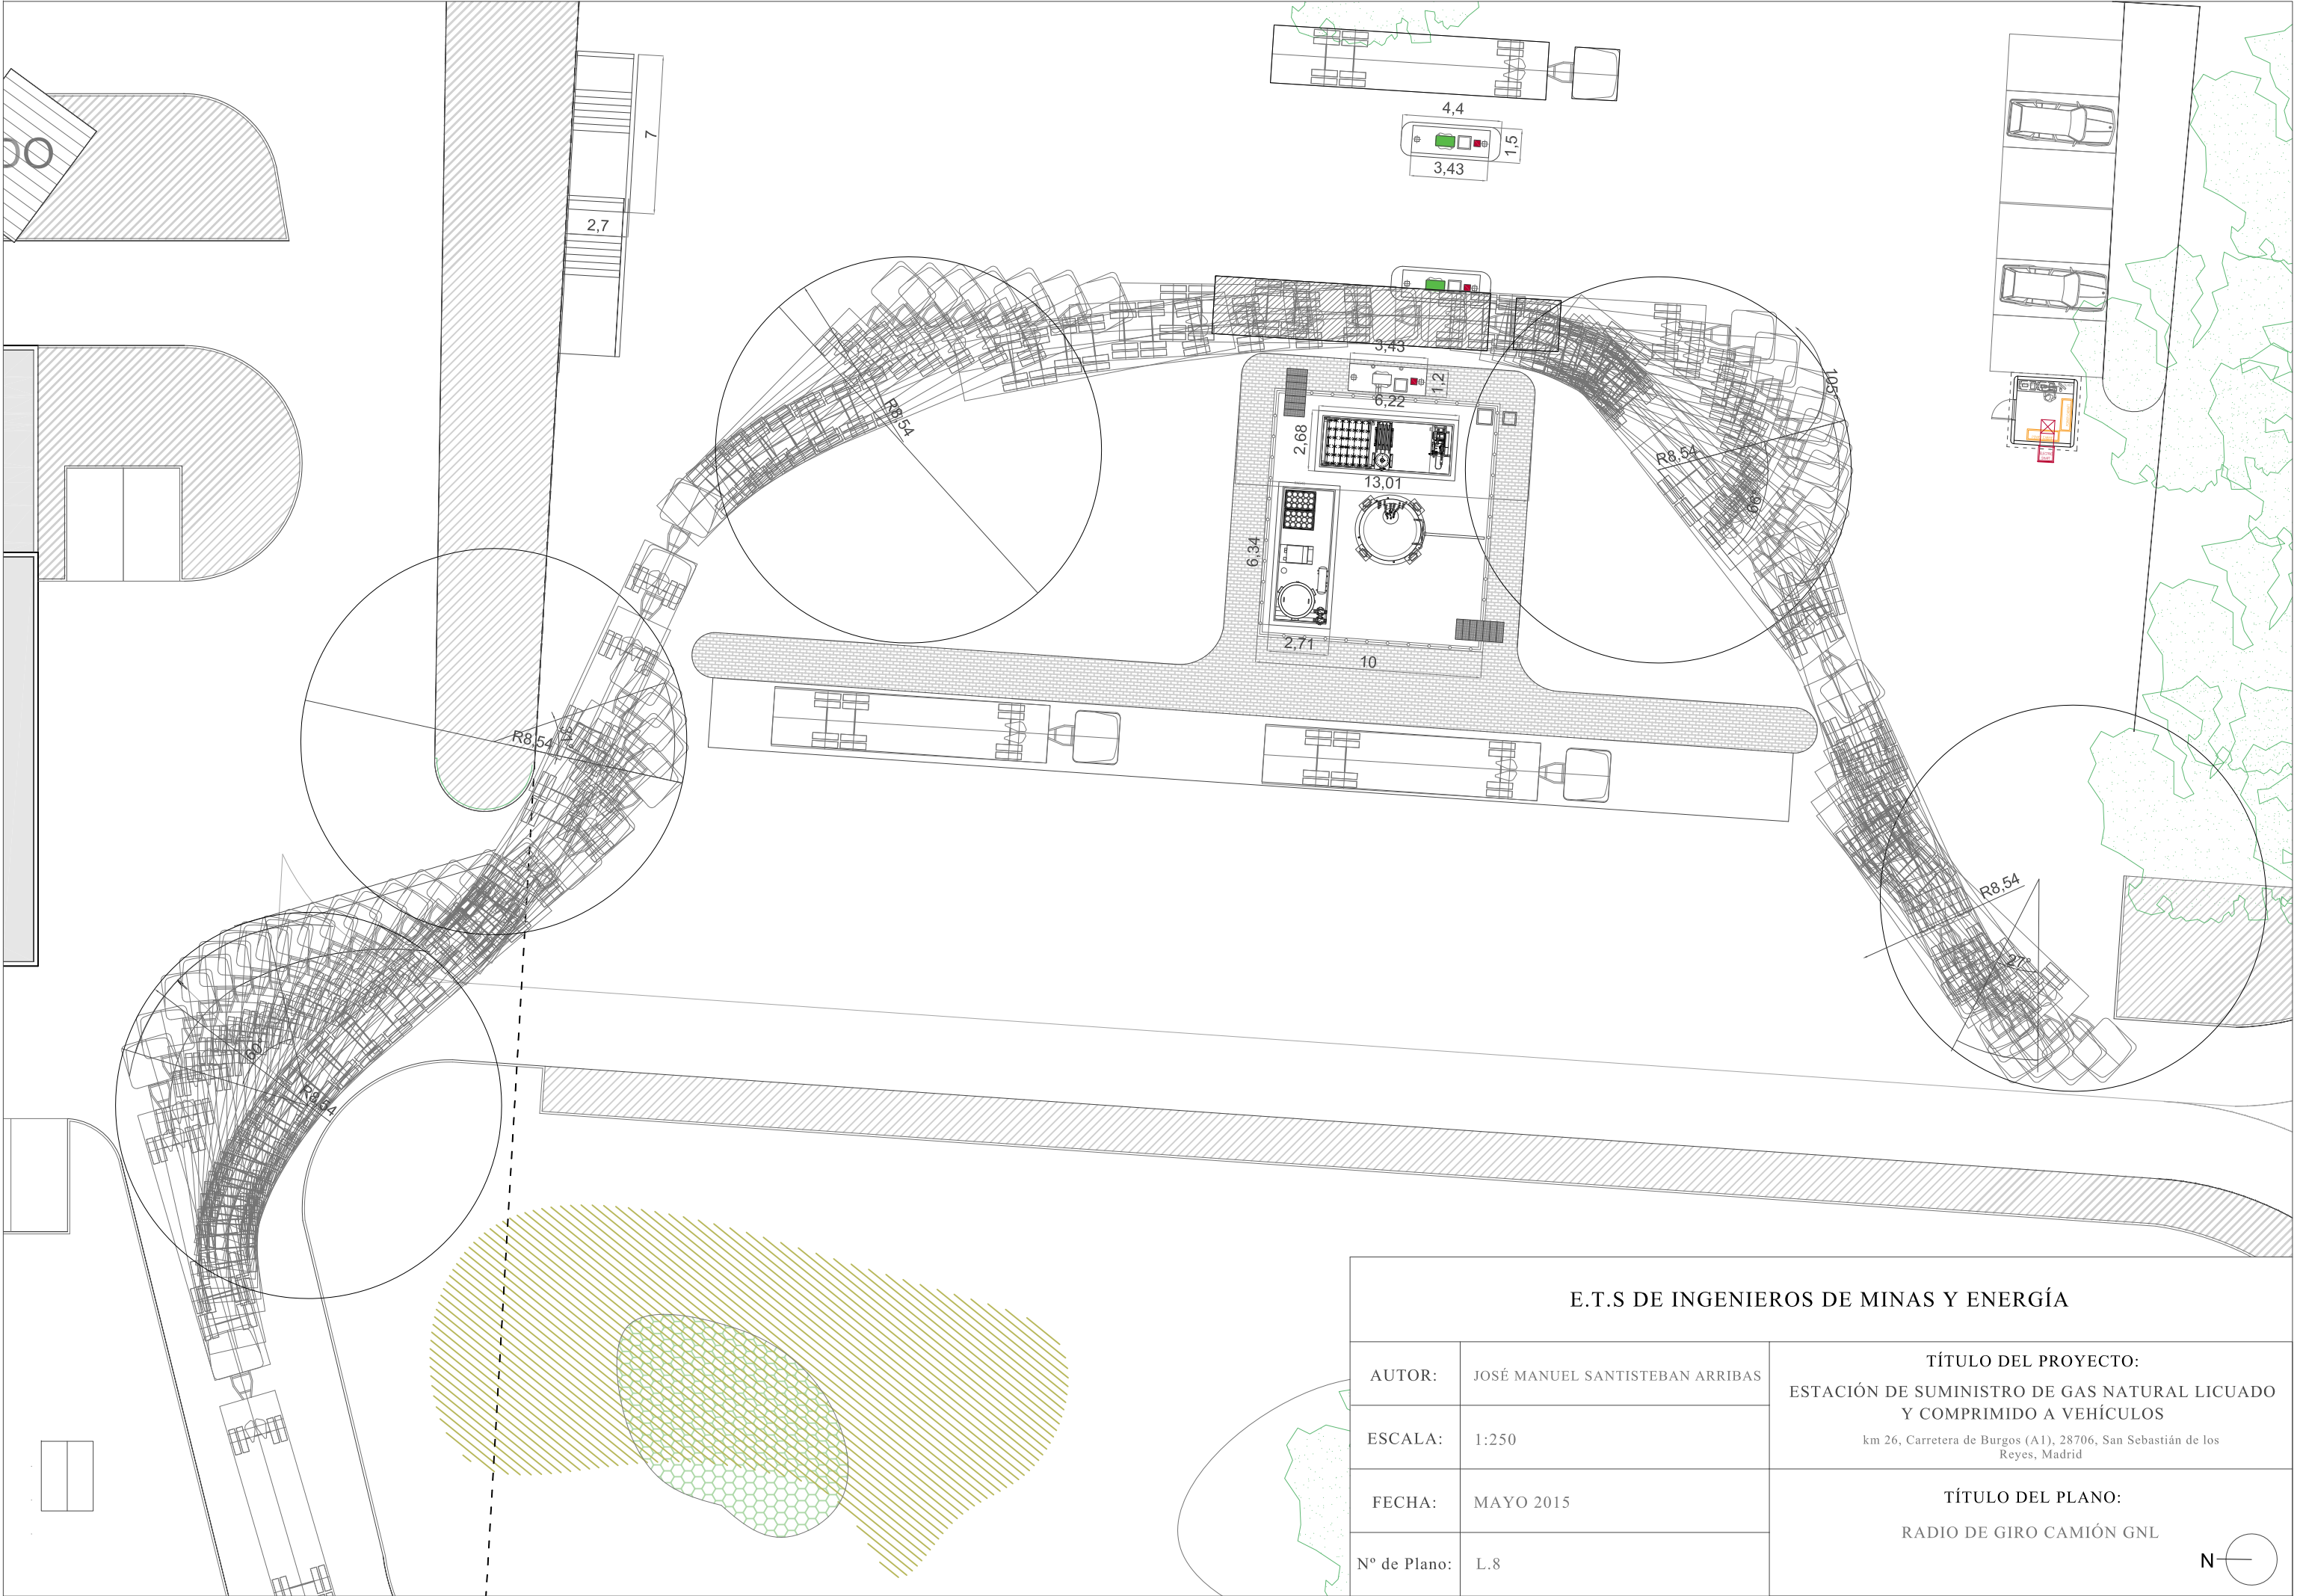 4,4
1,5
3,43
7
2,7
DO
3,43
1,2
6,22
2,68
13,01
6,34
2,71
10
R8,54
105°
R8,54
66°
R8,54
37°
R8,54
27°
60°
R8,54
E.T.S DE INGENIEROS DE MINAS Y ENERGÍA
AUTOR:
JOSÉ MANUEL SANTISTEBAN ARRIBAS
ESCALA:
1:250
FECHA:
MAYO 2015
Nº de Plano:
L.8
TÍTULO DEL PROYECTO:
ESTACIÓN DE SUMINISTRO DE GAS NATURAL LICUADO
Y COMPRIMIDO A VEHÍCULOS
km 26, Carretera de Burgos (A1), 28706, San Sebastián de los
Reyes, Madrid
TÍTULO DEL PLANO:
RADIO DE GIRO CAMIÓN GNL
N